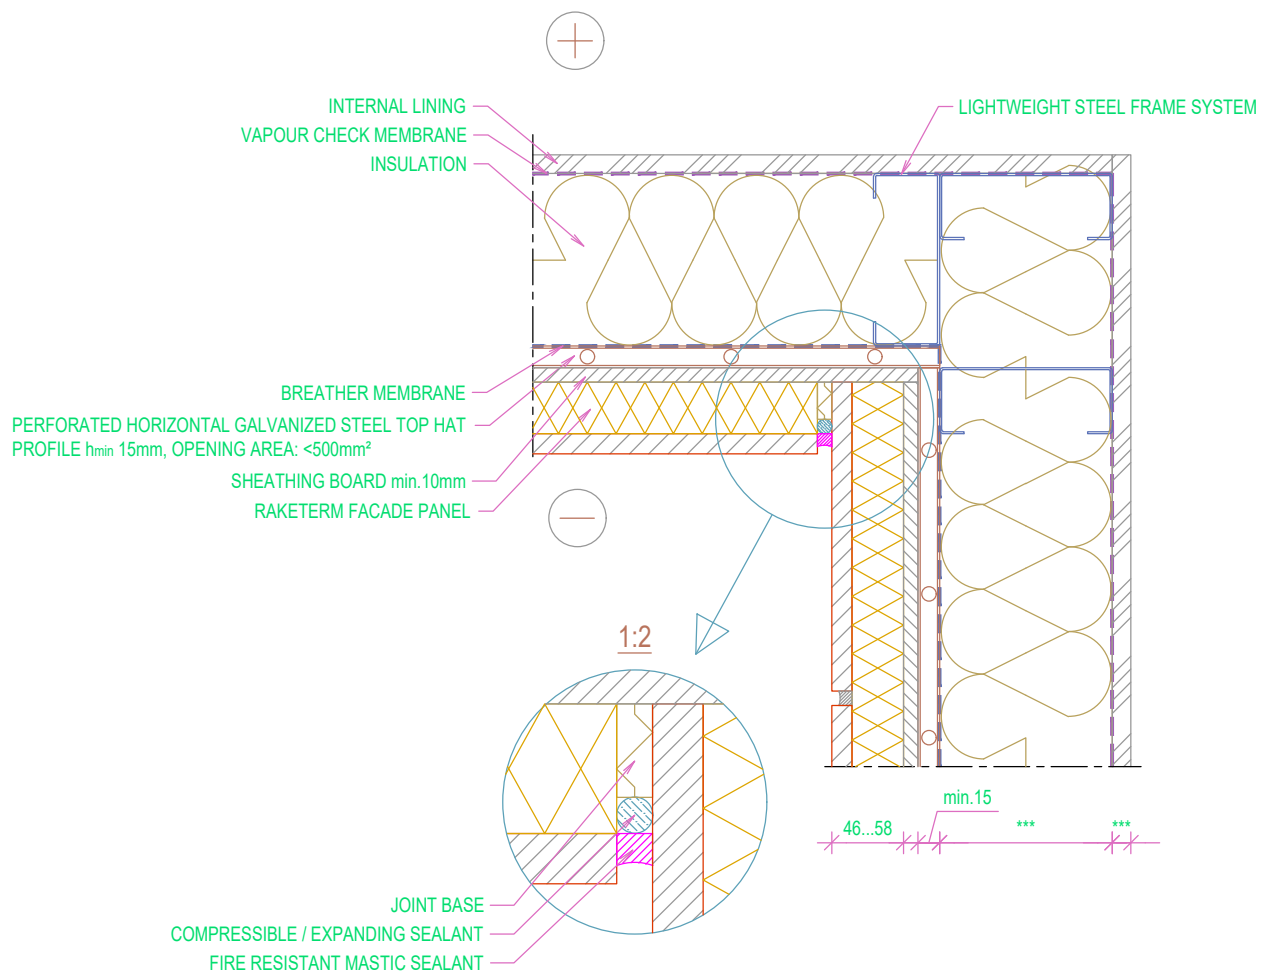 INTERNAL LINING
LIGHTWEIGHT STEEL FRAME SYSTEM
VAPOUR CHECK MEMBRANE
INSULATION
BREATHER MEMBRANE
PERFORATED HORIZONTAL GALVANIZED STEEL TOP HAT
PROFILE hmin 15mm, OPENING AREA: <500mm²
SHEATHING BOARD min.10mm
RAKETERM FACADE PANEL
1:2
min.15
46...58
***
***
JOINT BASE
COMPRESSIBLE / EXPANDING SEALANT
FIRE RESISTANT MASTIC SEALANT